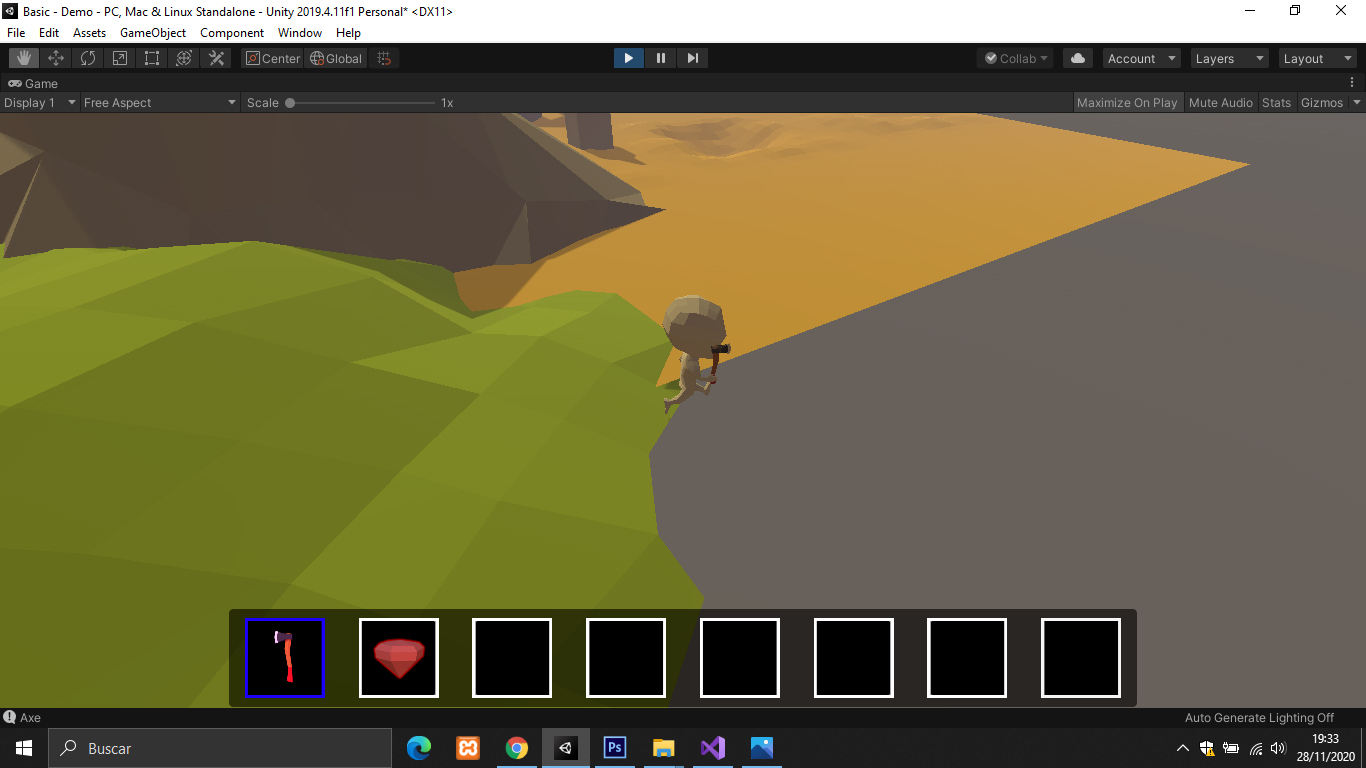 Basic - Demo - PC, Mac & Linux Standalone - Unity 2019.4.11f1 Personal* <DX11>
File Edit Assets GameObject Component Window Help
Center Global Collab Account Layers Layout
Game
Display 1 Free Aspect Scale 1x Maximize On Play Mute Audio Stats Gizmos
Axe Auto Generate Lighting Off
Buscar Ps 19:33
28/11/2020